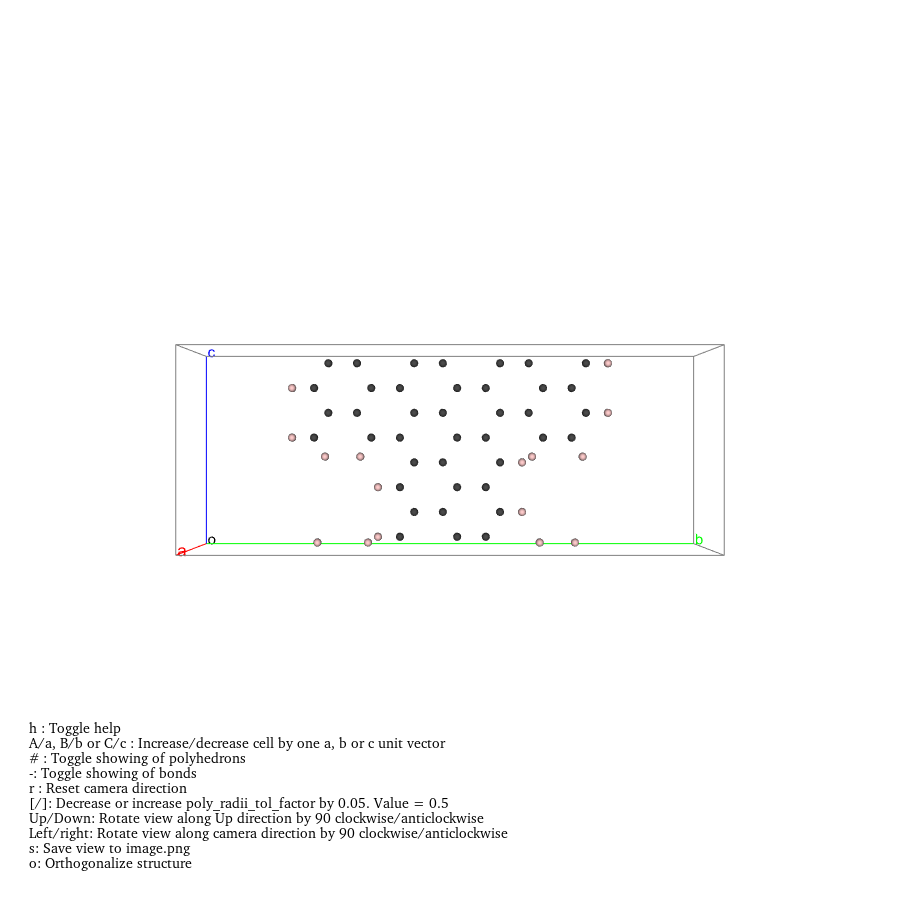 c
o
a
b
h : Toggle help
A/a, B/b or C/c : Increase/decrease cell by one a, b or c unit vector
# : Toggle showing of polyhedrons
-: Toggle showing of bonds
r : Reset camera direction
[/]: Decrease or increase poly_radii_tol_factor by 0.05. Value = 0.5
Up/Down: Rotate view along Up direction by 90 clockwise/anticlockwise
Left/right: Rotate view along camera direction by 90 clockwise/anticlockwise
s: Save view to image.png
o: Orthogonalize structure